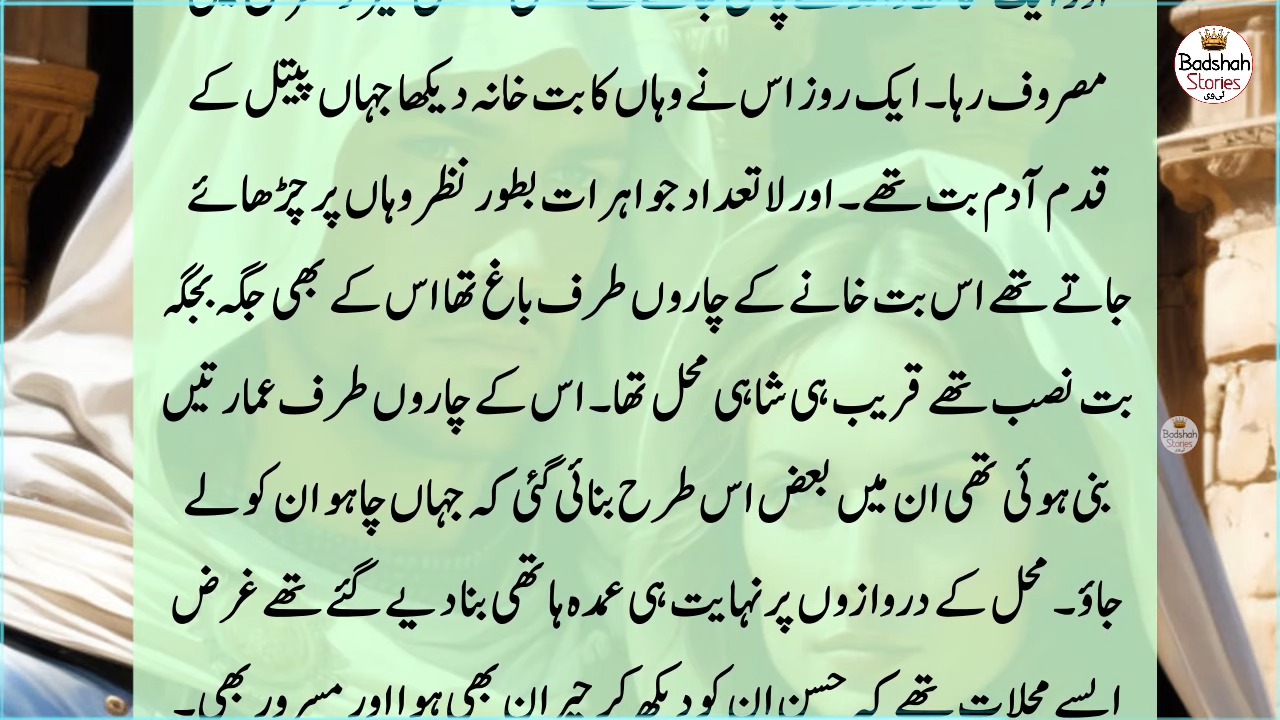 مصروف رہا۔ ایک روز اس نے وہاں کا بت خانہ دیکھا جہاں پیتل کے
قدم آدم بت تھے۔ اور لاتعداد جواہرات بطور نظر وہاں پر چڑھائے
جاتے تھے اس بت خانے کے چاروں طرف باغ تھا اس کے بھی جگہ بجگہ
بت نصب تھے قریب ہی شاہی محل تھا۔ اس کے چاروں طرف عمارتیں
بنی ہوئی تھی ان میں بعض اس طرح بنائی گئی کہ جہاں چاہو ان کو لے
جاؤ۔ محل کے دروازوں پر نہایت ہی عمدہ ہاتھی بنا دیے گئے تھے غرض
ایسے محلات تھے کہ حسن ان کو دیکھ کر حیران بھی ہوا اور مسرور بھی۔
Badshah
Stories
ٹی وی
Badshah
Stories